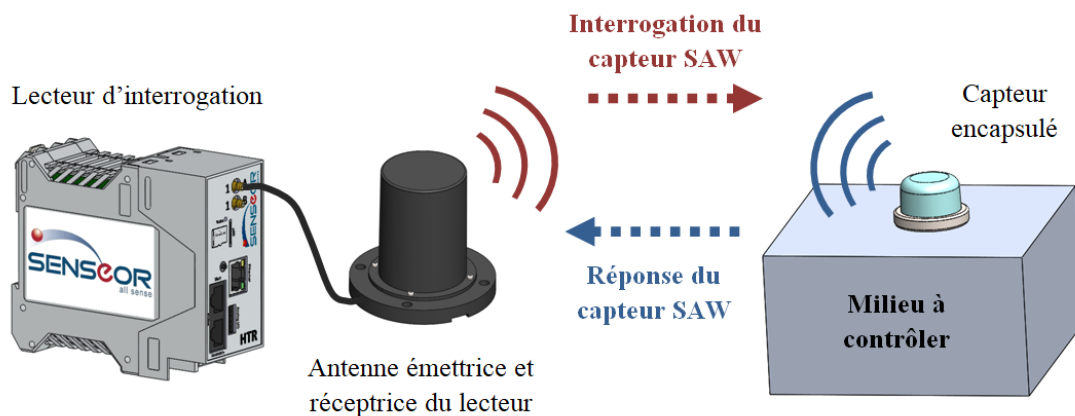 Interrogation du
capteur SAW
Lecteur d'interrogation
Capteur
encapsulé
SENSeOR
all sense
SENSeOR
HTR
Réponse du
capteur SAW
Milieu à
contrôler
Antenne émettrice et
réceptrice du lecteur